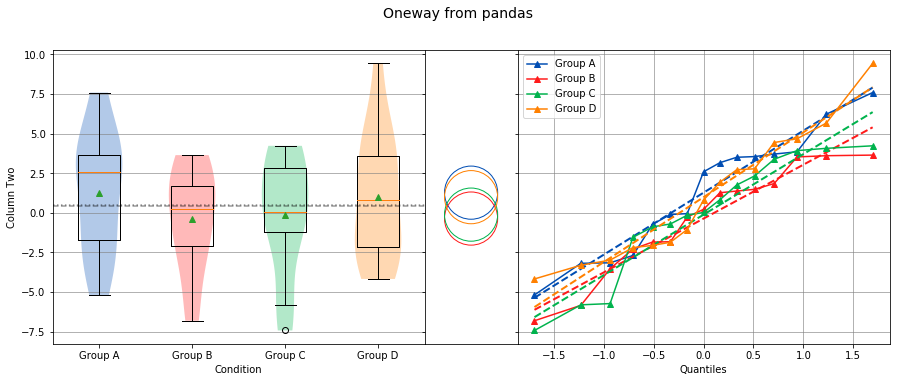 Oneway from pandas
10.0
7.5
5.0
2.5
0.0
−2.5
−5.0
−7.5
Column Two
Group A
Group B
Group C
Group D
Condition
Group A
Group B
Group C
Group D
−1.5
−1.0
−0.5
0.0
0.5
1.0
1.5
Quantiles